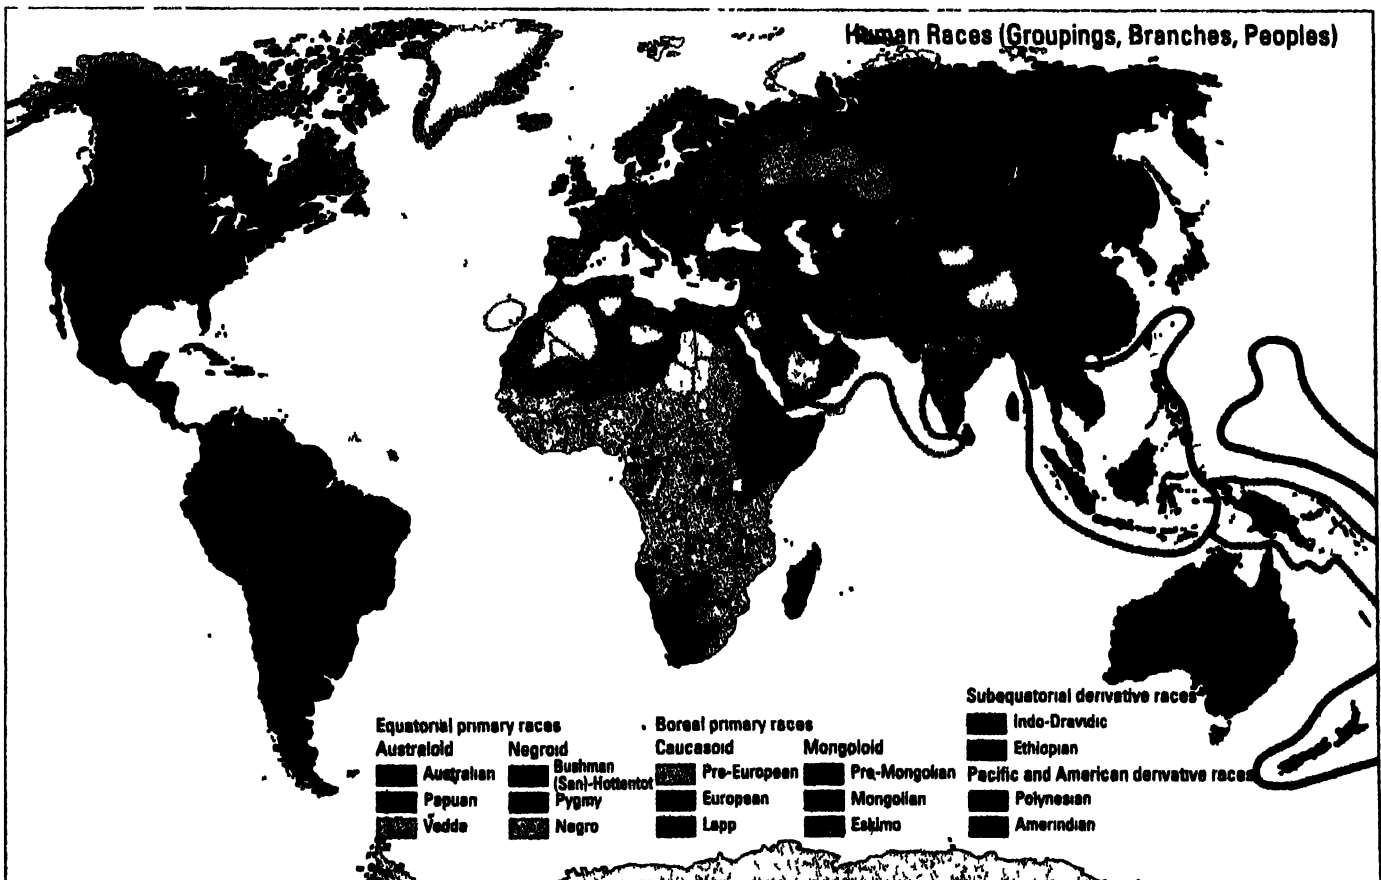 Human Races (Groupings, Branches, Peoples)
Equatorial primary races
Australoid
Australian
Papuan
Vedda
Negroid
Bushman
(San)-Hottentot
Pygmy
Negro
Boreal primary races
Caucasoid
Pre-European
European
Lapp
Mongoloid
Pre-Mongolian
Mongolian
Eskimo
Subequatorial derivative races
Indo-Dravidic
Ethiopian
Pacific and American derivative races
Polynesian
Amerindian